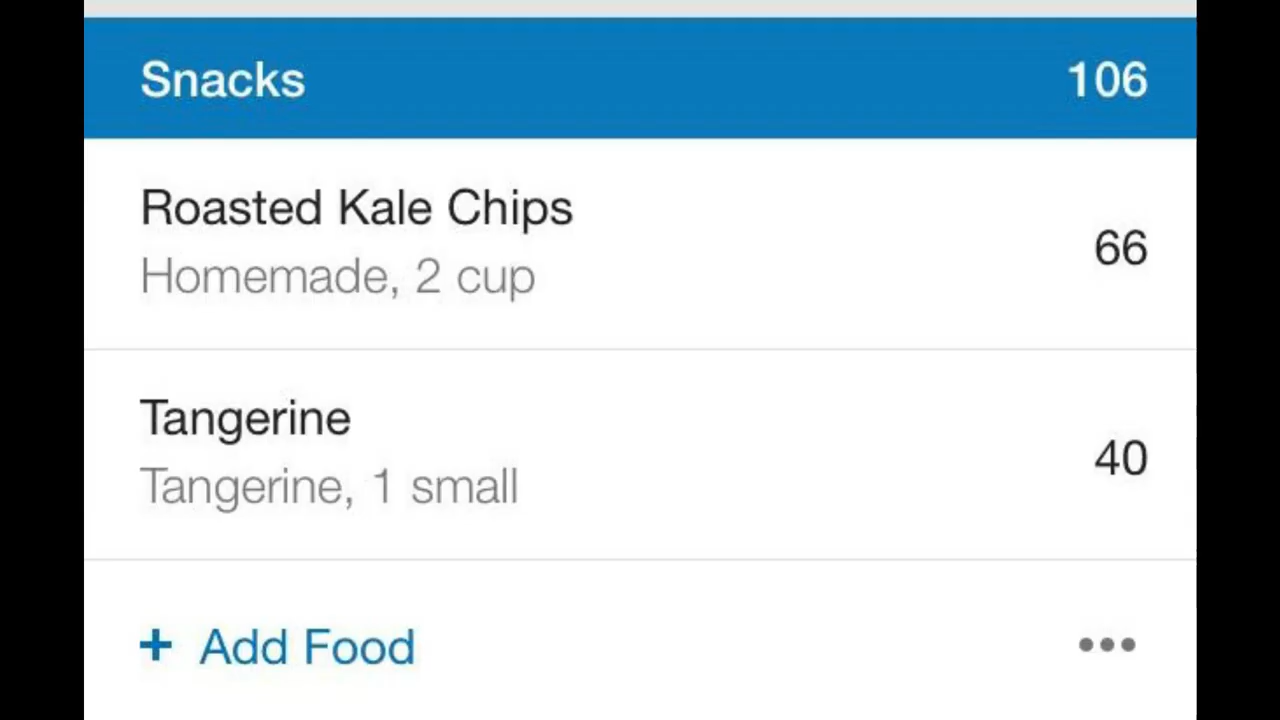 Snacks 106
Roasted Kale Chips
Homemade, 2 cup
66
Tangerine
Tangerine, 1 small
40
+ Add Food